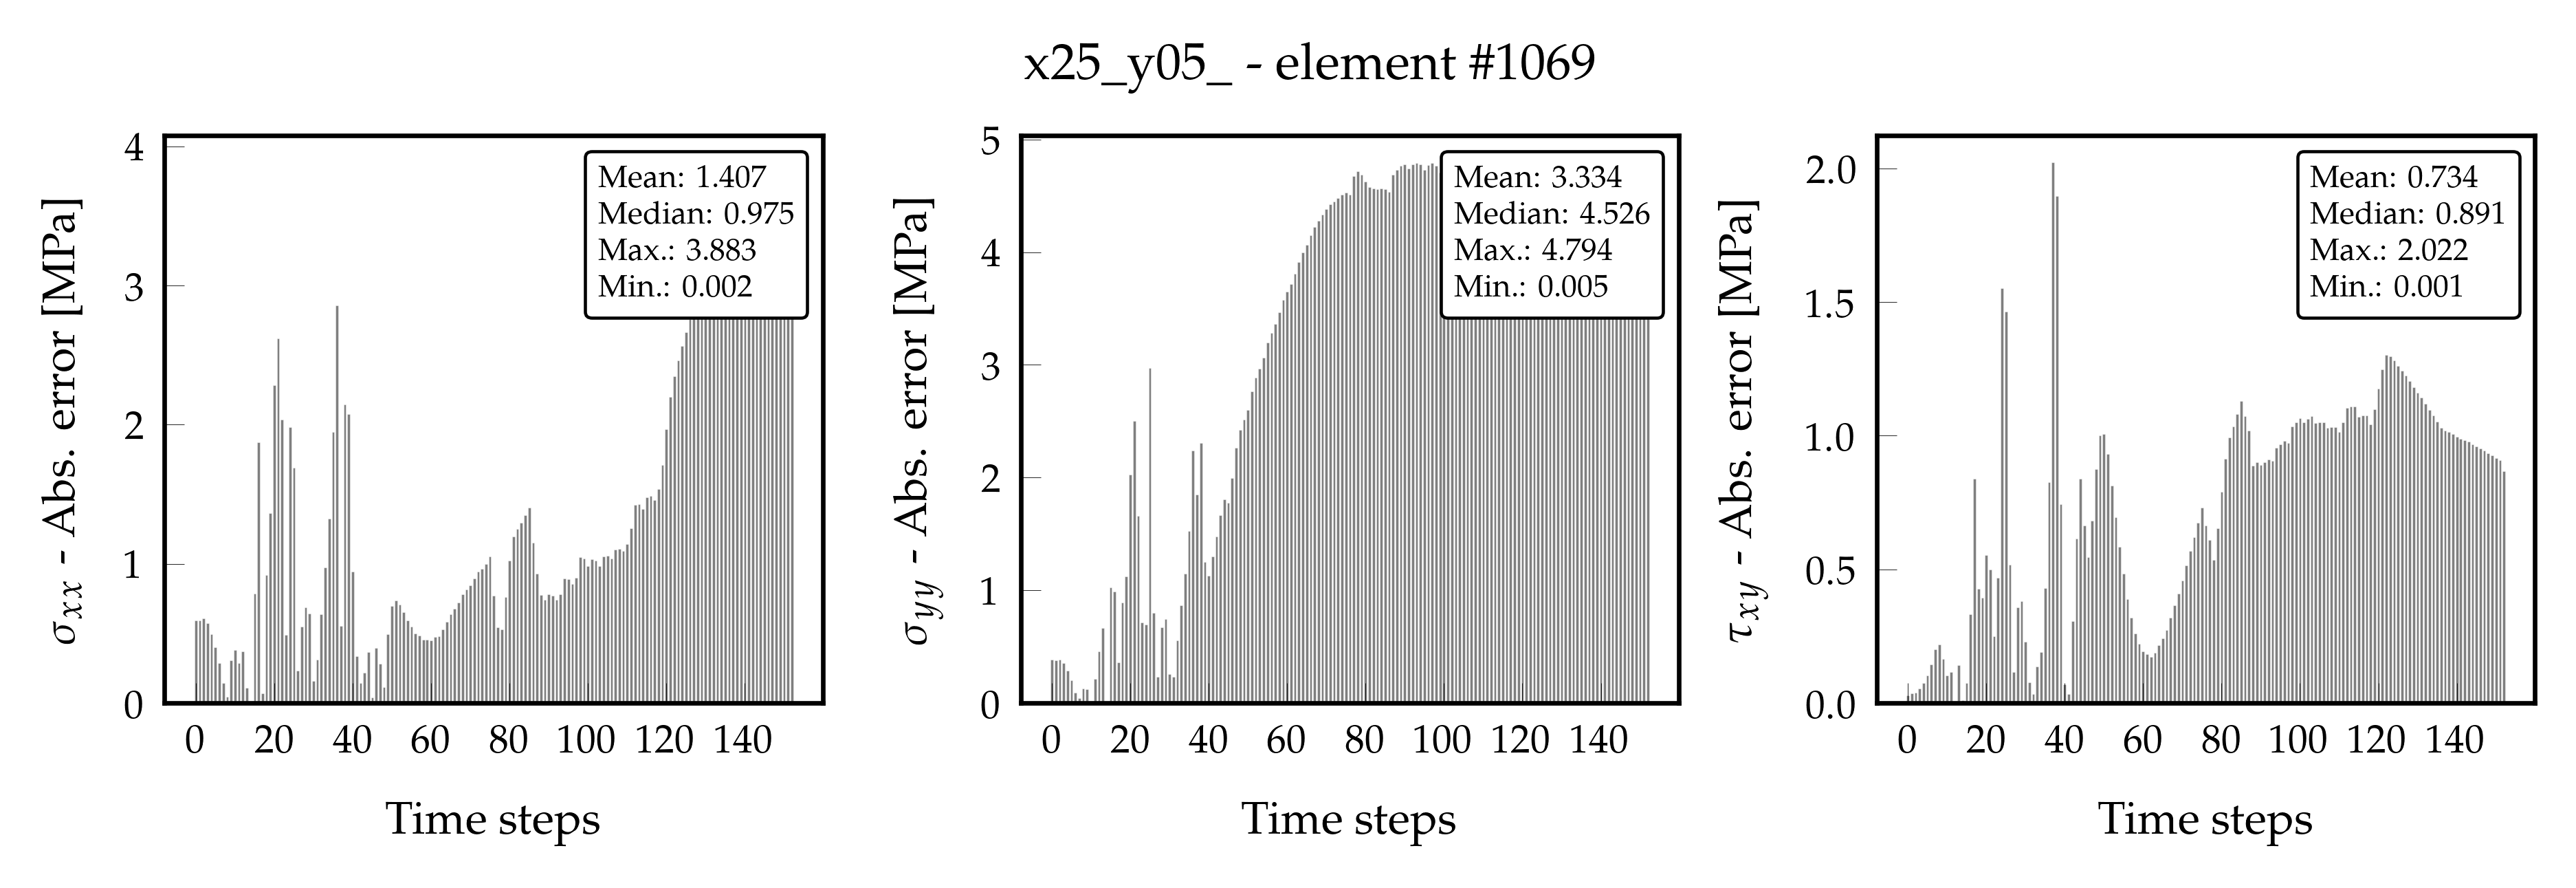 x25_y05_ - element #1069
σxx - Abs. error [MPa]
4
3
2
1
0
Mean: 1.407
Median: 0.975
Max.: 3.883
Min.: 0.002
0 20 40 60 80 100 120 140
Time steps
σyy - Abs. error [MPa]
5
4
3
2
1
0
Mean: 3.334
Median: 4.526
Max.: 4.794
Min.: 0.005
0 20 40 60 80 100 120 140
Time steps
τxy - Abs. error [MPa]
2.0
1.5
1.0
0.5
0.0
Mean: 0.734
Median: 0.891
Max.: 2.022
Min.: 0.001
0 20 40 60 80 100 120 140
Time steps